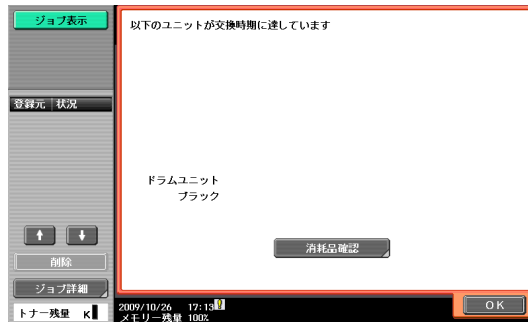 ジョブ表示
以下のユニットが交換時期に達しています
登録元 状況
ドラムユニット
ブラック
消耗品確認
削除
ジョブ詳細
トナー残量 K
2009/10/26 17:13
メモリー残量 100%
OK